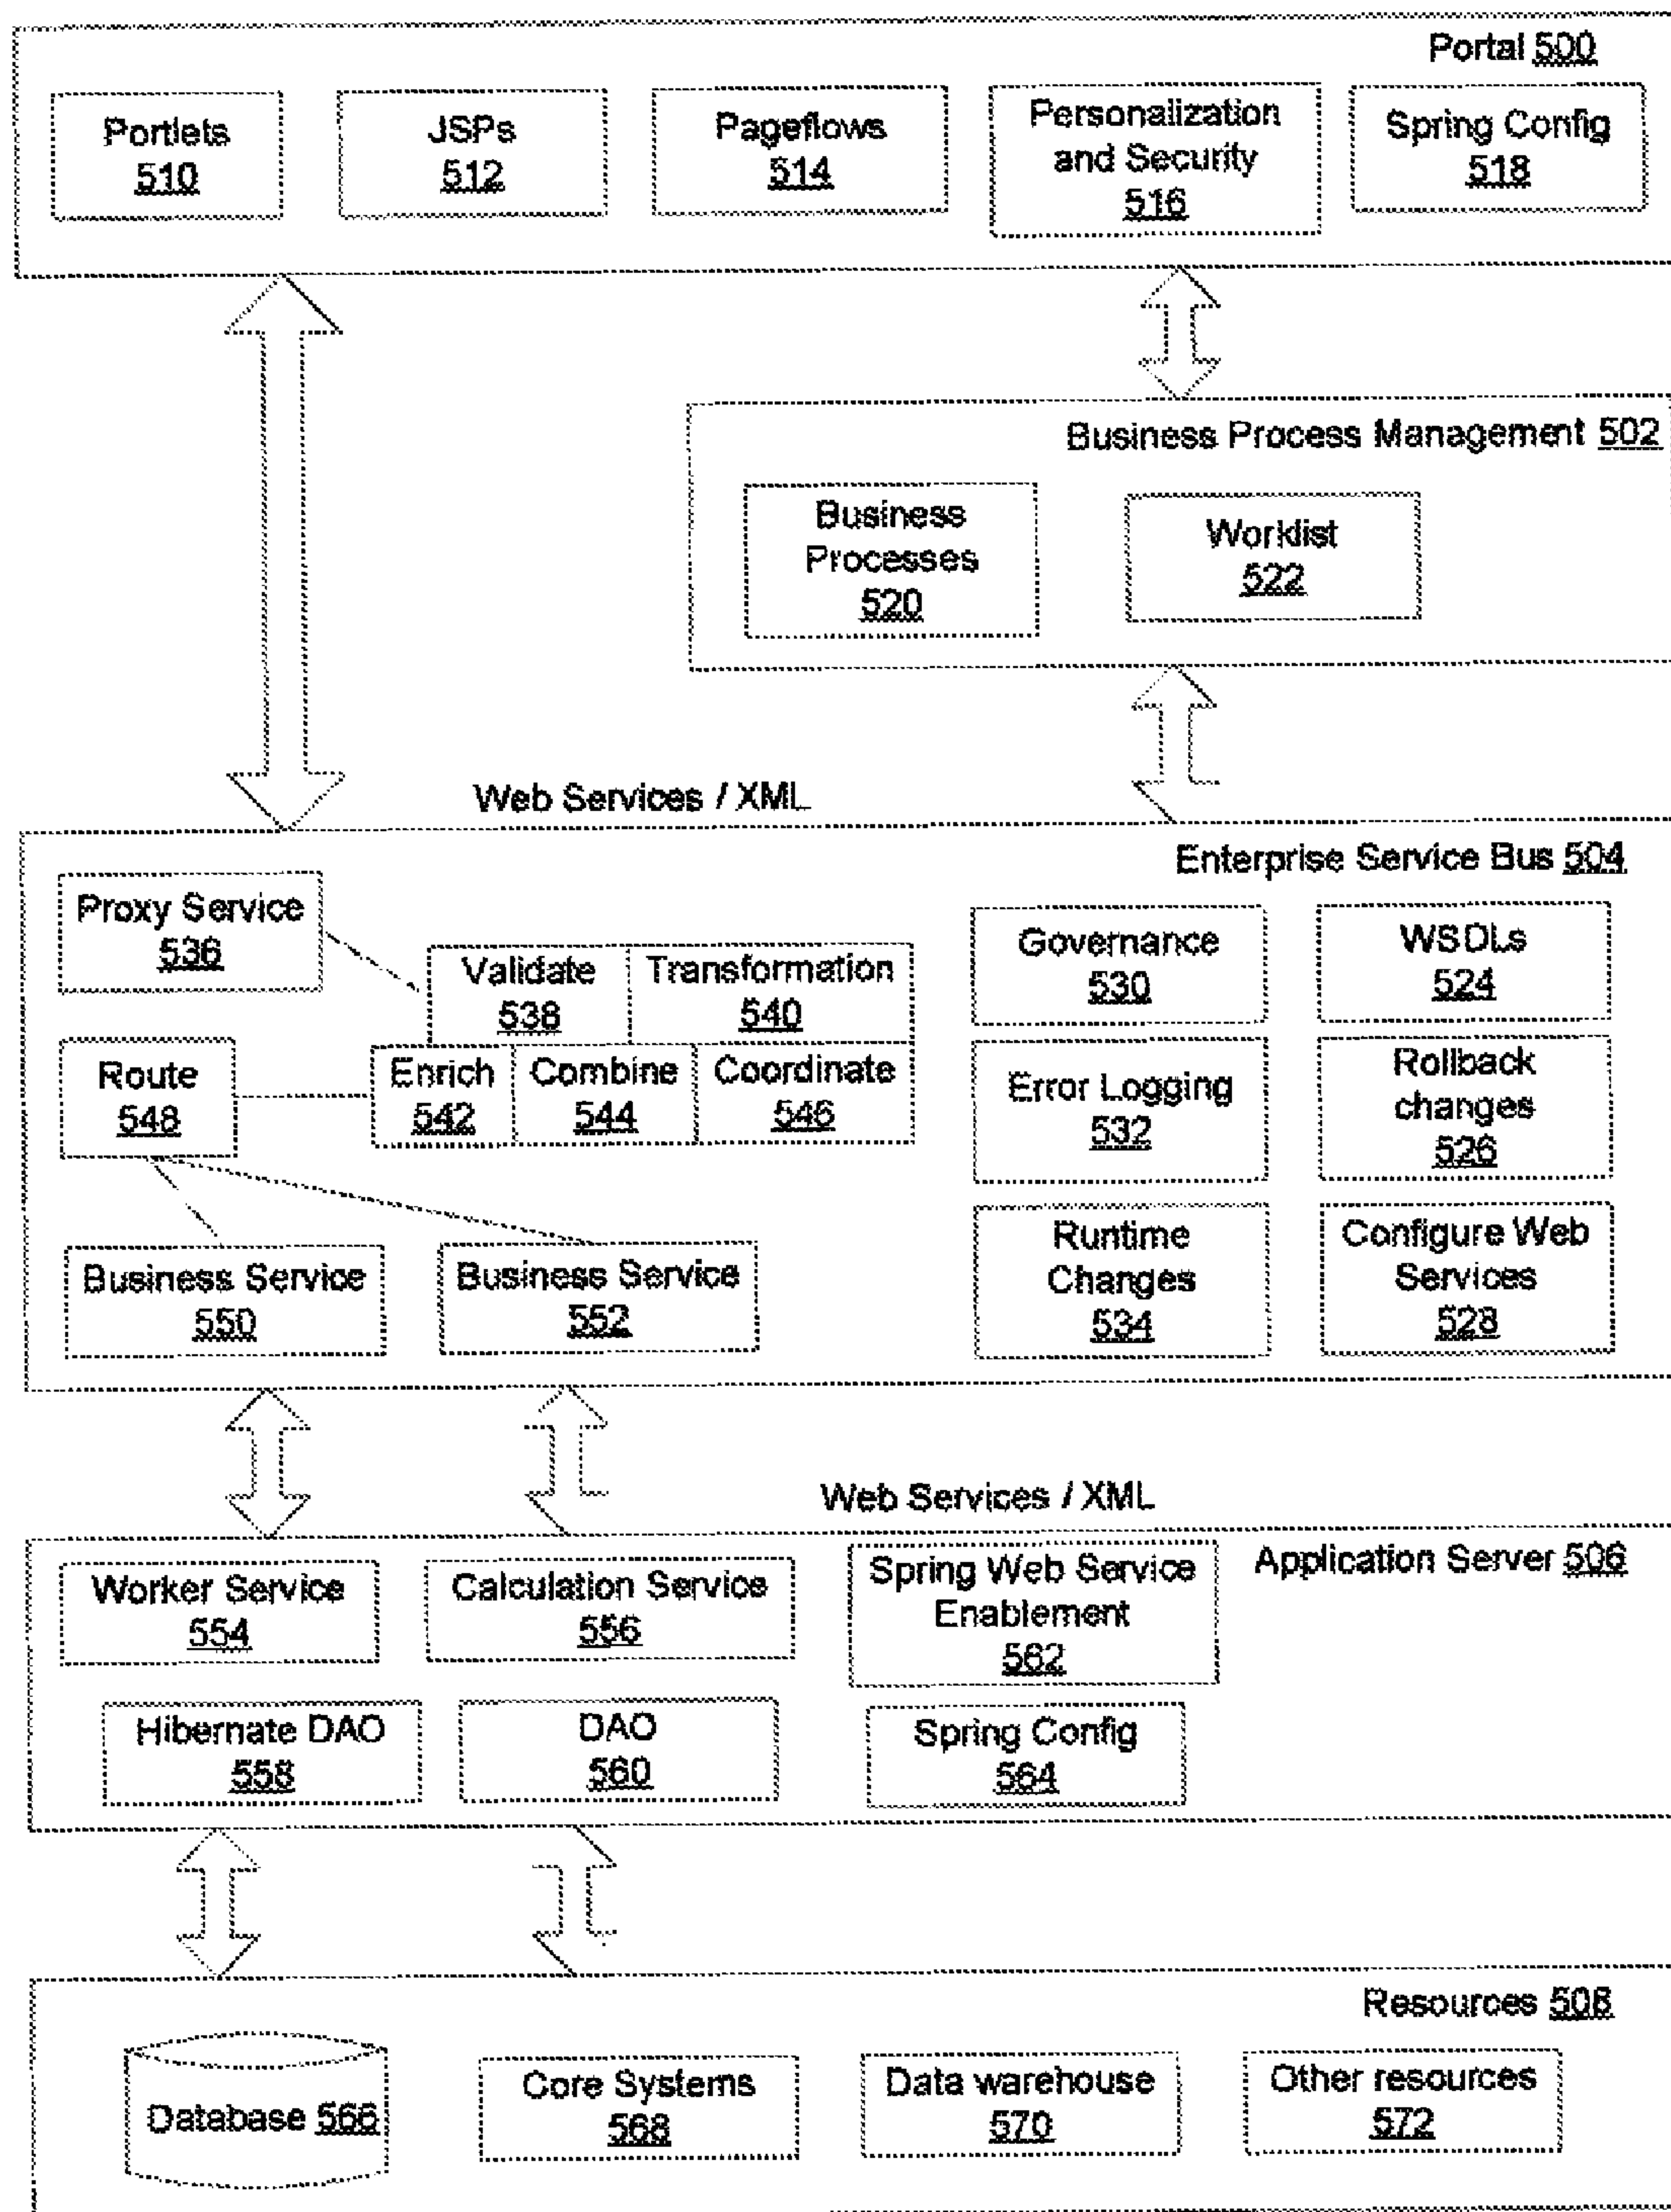 Portal 500
Portlets
510
JSPs
512
Pageflows
514
Personalization
and Security
516
Spring Config
518
Business Process Management 502
Business
Processes
520
Worklist
522
Web Services / XML
Enterprise Service Bus 504
Proxy Service
536
Validate
538
Transformation
540
Governance
530
WSDLs
524
Route
548
Enrich
542
Combine
544
Coordinate
546
Error Logging
532
Rollback
changes
526
Business Service
550
Business Service
552
Runtime
Changes
534
Configure Web
Services
528
Web Services / XML
Application Server 506
Worker Service
554
Calculation Service
556
Spring Web Service
Enablement
562
Hibernate DAO
558
DAO
560
Spring Config
564
Resources 508
Database 566
Core Systems
568
Data warehouse
570
Other resources
572